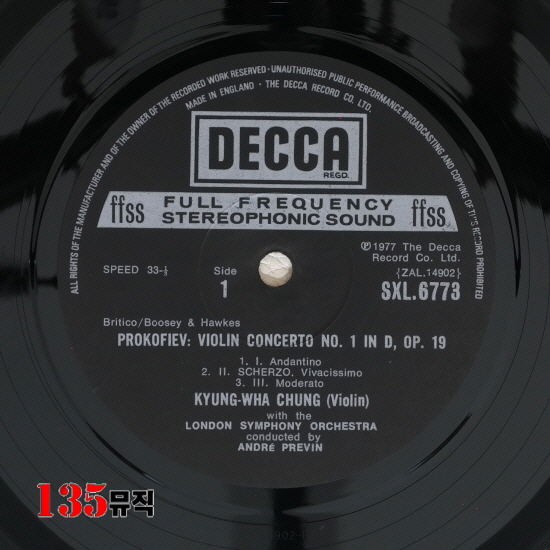 ALL RIGHTS OF THE MANUFACTURER AND OF THE OWNER OF THE RECORDED WORK RESERVED · UNAUTHORISED PUBLIC PERFORMANCE BROADCASTING AND COPYING OF THIS RECORD PROHIBITED
MADE IN ENGLAND · THE DECCA RECORD CO. LTD.
DECCA
REGD.
ffss FULL FREQUENCY STEREOPHONIC SOUND ffss
℗1977 The Decca
Record Co. Ltd.
SPEED 33-⅓
Side
1
{ZAL.14902}
SXL.6773
Britico/Boosey & Hawkes
PROKOFIEV: VIOLIN CONCERTO NO. 1 IN D, OP. 19
1. I. Andantino
2. II. SCHERZO, Vivacissimo
3. III. Moderato
KYUNG-WHA CHUNG (Violin)
with the
LONDON SYMPHONY ORCHESTRA
conducted by
ANDRé PREVIN
135뮤직